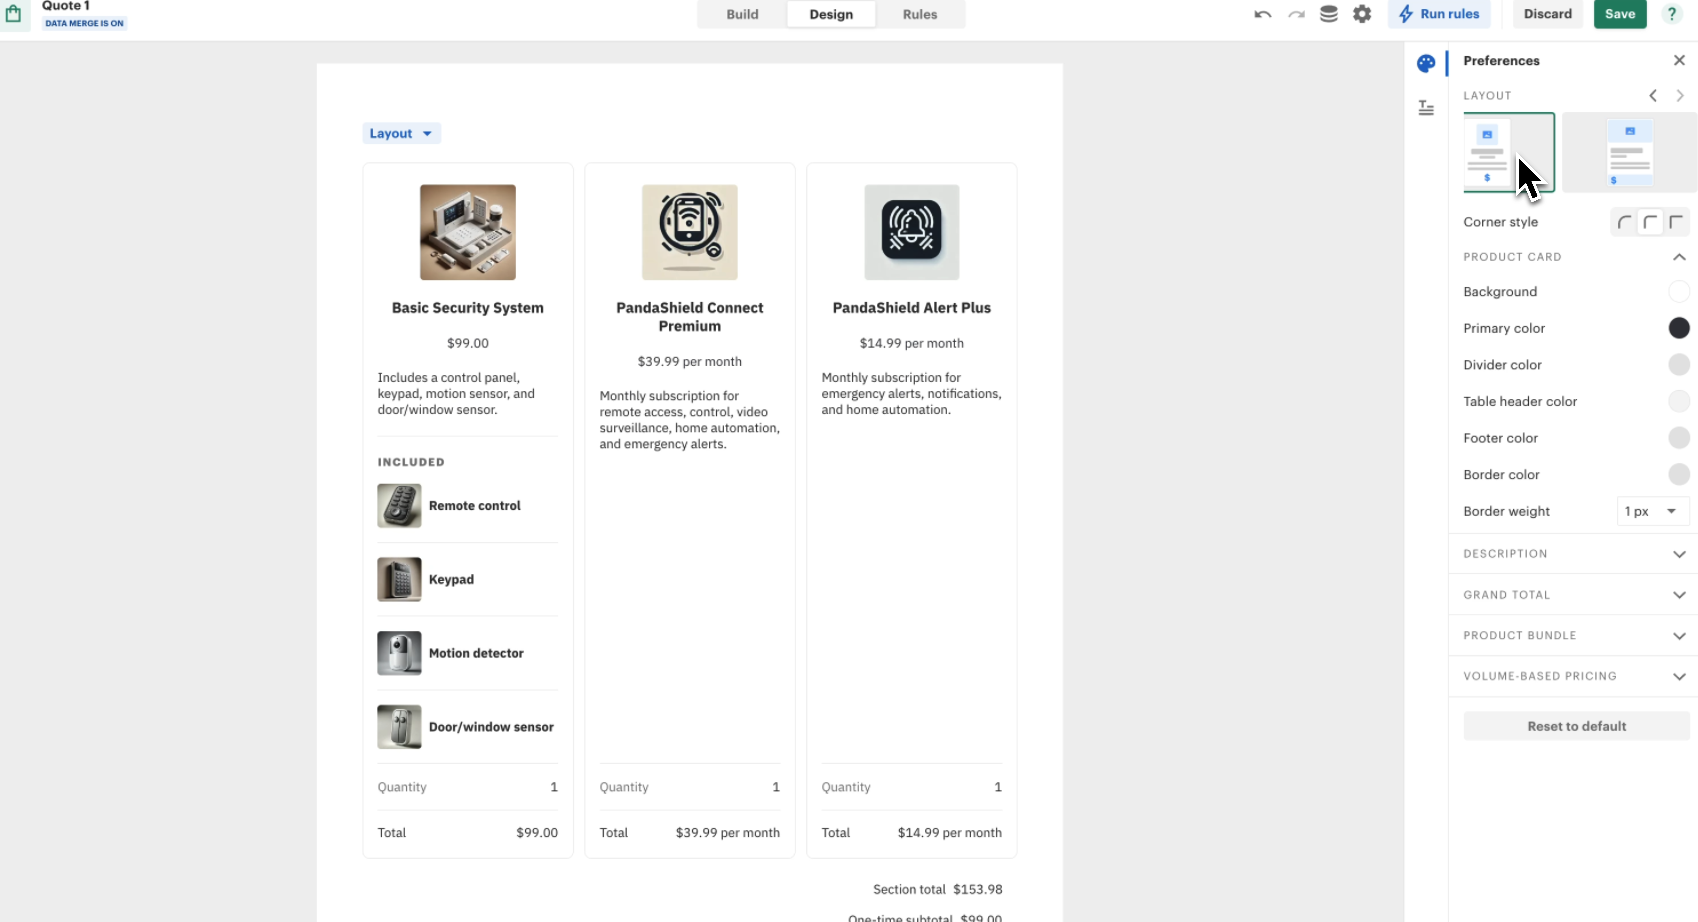 Quote 1
DATA MERGE IS ON
Build
Design
Rules
Run rules
Discard
Save
?
Layout
Basic Security System
$99.00
Includes a control panel,
keypad, motion sensor, and
door/window sensor.
INCLUDED
Remote control
Keypad
Motion detector
Door/window sensor
Quantity 1
Total $99.00
PandaShield Connect
Premium
$39.99 per month
Monthly subscription for
remote access, control, video
surveillance, home automation,
and emergency alerts.
Quantity 1
Total $39.99 per month
PandaShield Alert Plus
$14.99 per month
Monthly subscription for
emergency alerts, notifications,
and home automation.
Quantity 1
Total $14.99 per month
Section total $153.98
One-time subtotal $99.00
Preferences
LAYOUT
$
$
Corner style
PRODUCT CARD
Background
Primary color
Divider color
Table header color
Footer color
Border color
Border weight 1 px
DESCRIPTION
GRAND TOTAL
PRODUCT BUNDLE
VOLUME-BASED PRICING
Reset to default